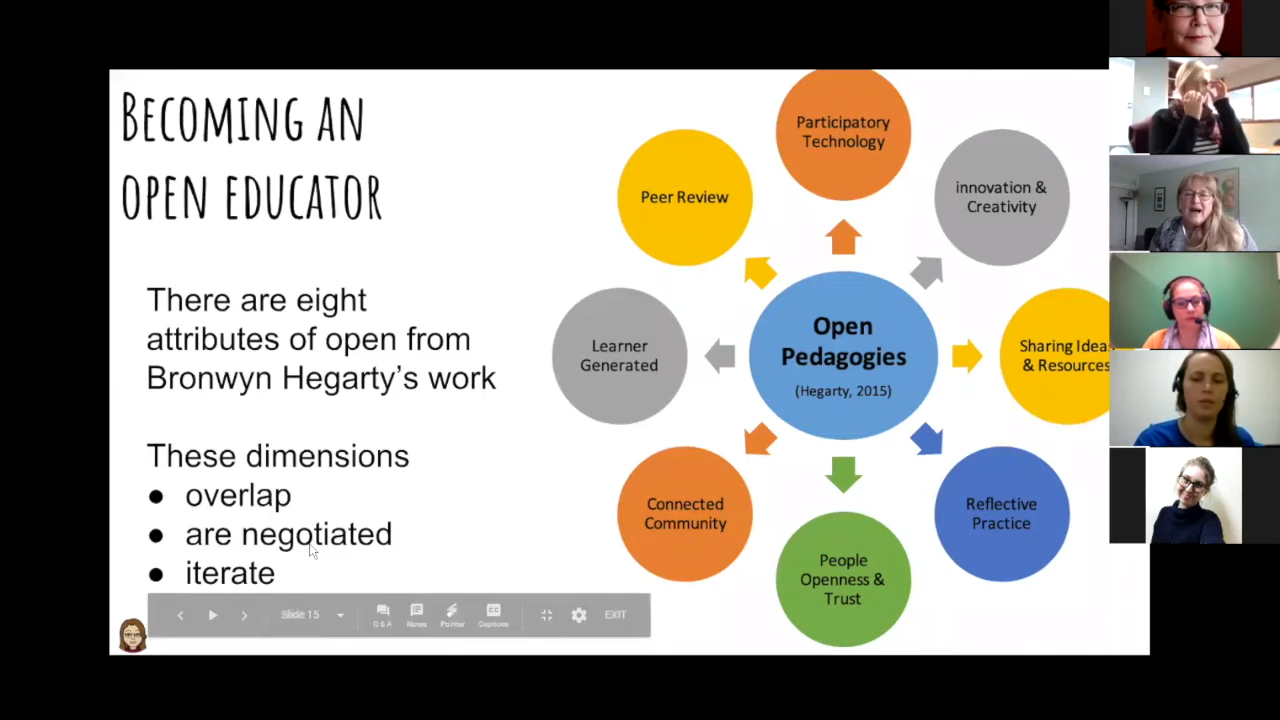 BECOMING AN
OPEN EDUCATOR
There are eight
attributes of open from
Bronwyn Hegarty's work
These dimensions
● overlap
● are negotiated
● iterate
Participatory
Technology
innovation &
Creativity
Sharing Ideas
& Resources
Reflective
Practice
People
Openness &
Trust
Connected
Community
Learner
Generated
Peer Review
Open
Pedagogies
(Hegarty, 2015)
Slide 15
Q & A
Notes
Pointer
CC
Captions
EXIT